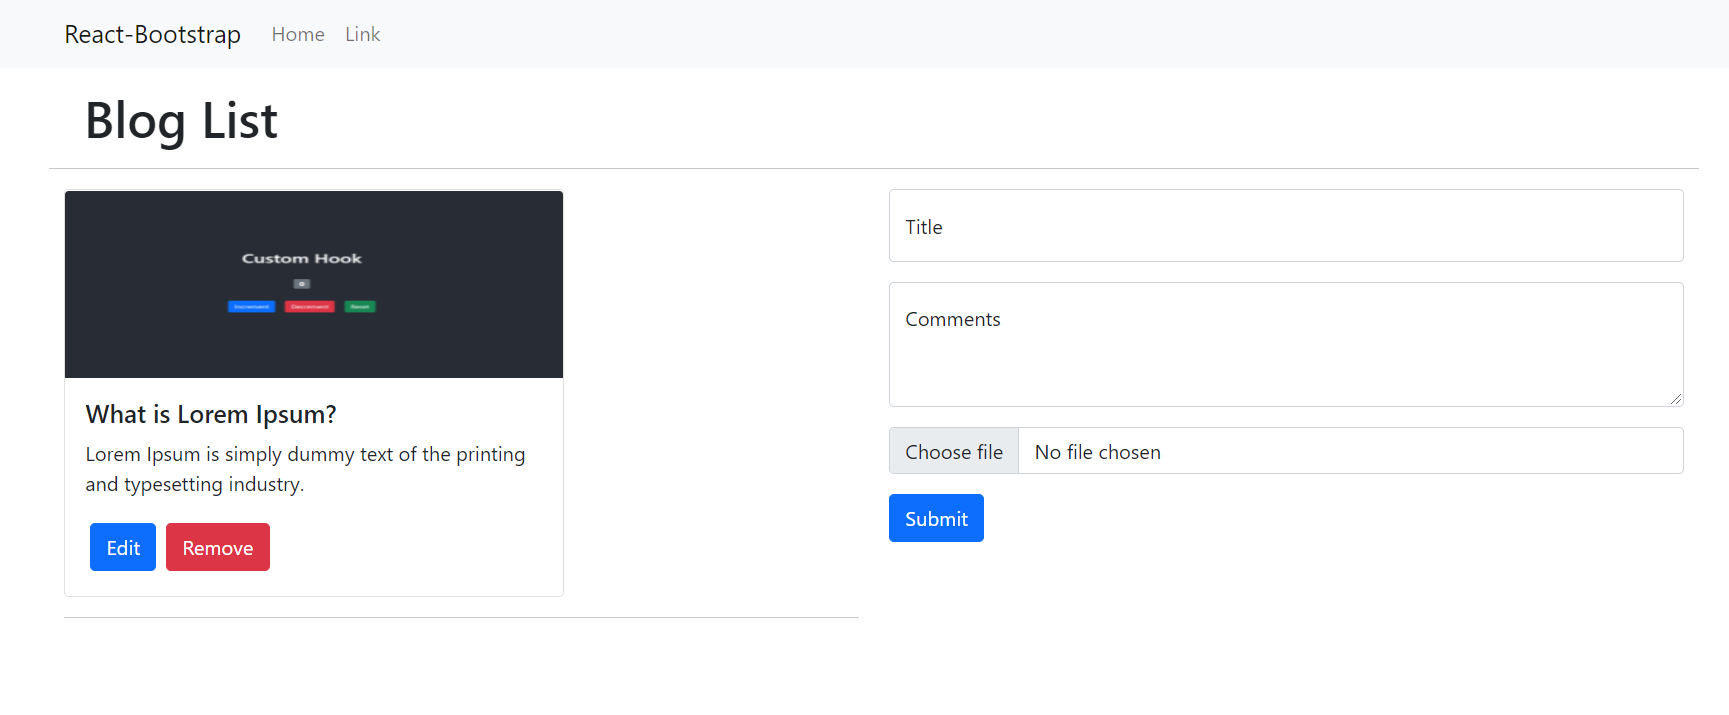 React-Bootstrap Home Link
Blog List
Custom Hook
0
Increment Decrement Reset
What is Lorem Ipsum?
Lorem Ipsum is simply dummy text of the printing
and typesetting industry.
Edit Remove
Title
Comments
Choose file No file chosen
Submit